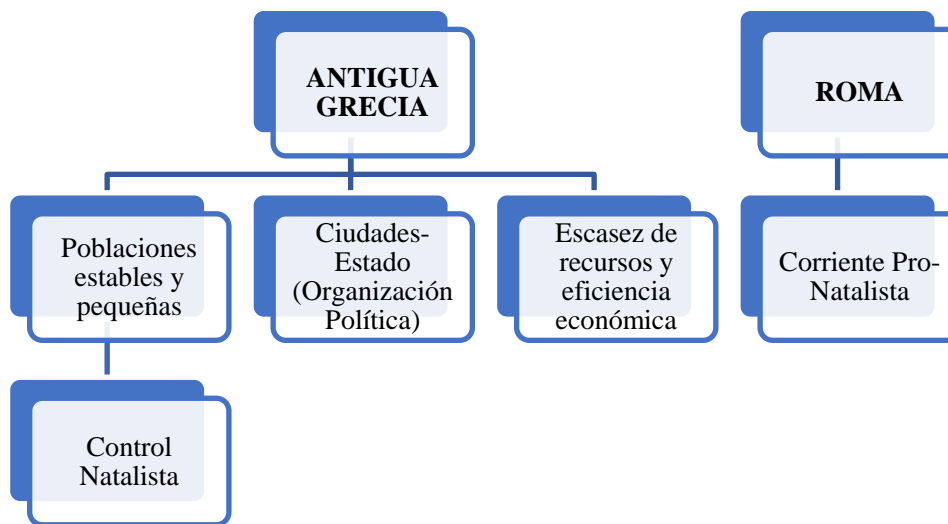 ANTIGUA
GRECIA
ROMA
Poblaciones
estables y
pequeñas
Ciudades-
Estado
(Organización
Política)
Escasez de
recursos y
eficiencia
económica
Corriente Pro-
Natalista
Control
Natalista